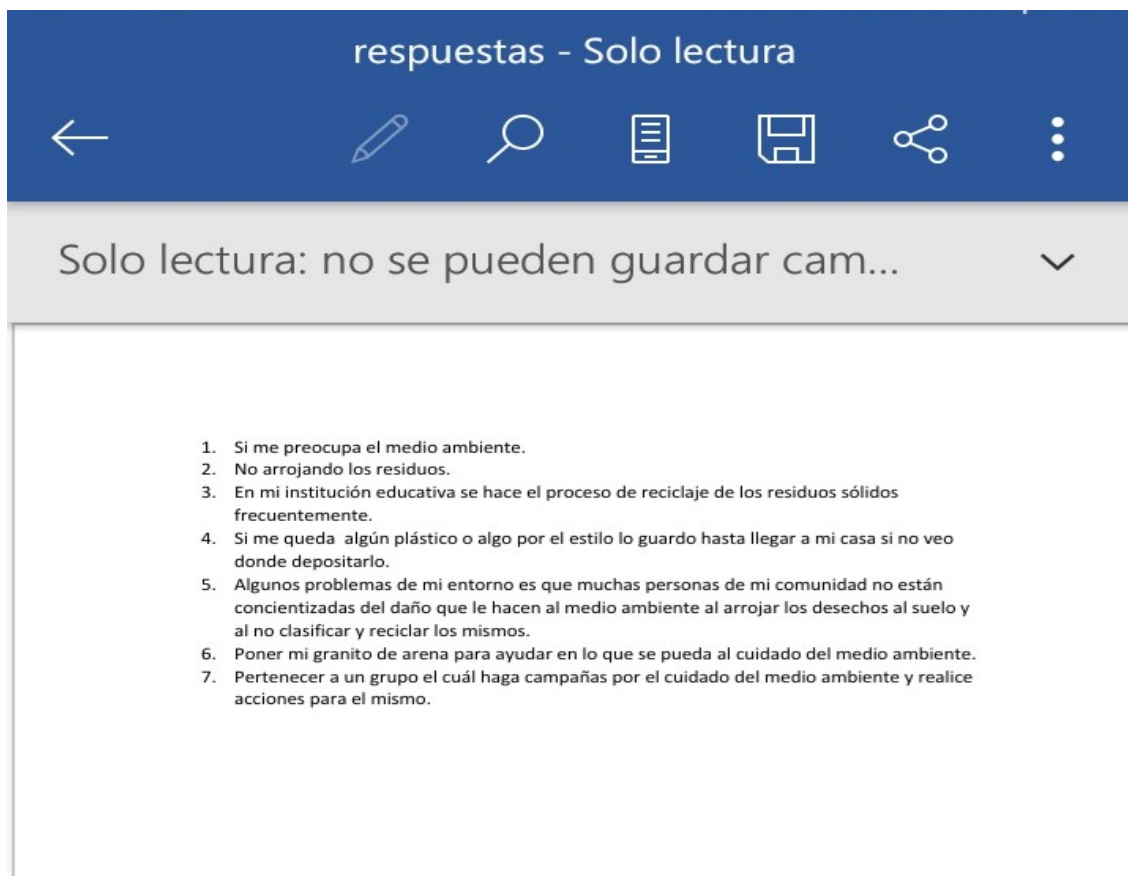 respuestas - Solo lectura
Solo lectura: no se pueden guardar cam...
1. Si me preocupa el medio ambiente.
2. No arrojando los residuos.
3. En mi institución educativa se hace el proceso de reciclaje de los residuos sólidos
frecuentemente.
4. Si me queda algún plástico o algo por el estilo lo guardo hasta llegar a mi casa si no veo
donde depositarlo.
5. Algunos problemas de mi entorno es que muchas personas de mi comunidad no están
concientizadas del daño que le hacen al medio ambiente al arrojar los desechos al suelo y
al no clasificar y reciclar los mismos.
6. Poner mi granito de arena para ayudar en lo que se pueda al cuidado del medio ambiente.
7. Pertenecer a un grupo el cuál haga campañas por el cuidado del medio ambiente y realice
acciones para el mismo.